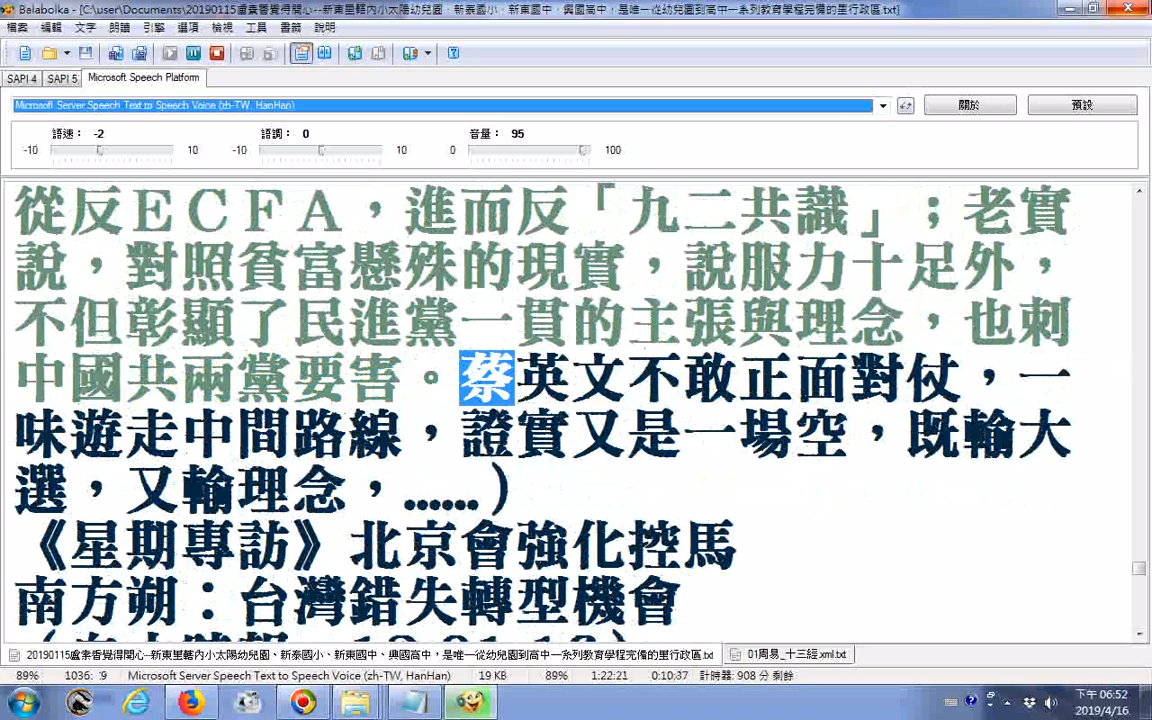 Balabolka - [C:\user\Documents\20190115盧素香覺得開心--新東里轄內小太陽幼兒園、新泰國小、新東國中、興國高中，是唯一從幼兒園到高中一系列教育學程完備的里行政區.txt]
檔案 編輯 文字 朗讀 引擎 選項 檢視 工具 書籤 說明
SAPI 4 SAPI 5 Microsoft Speech Platform
Microsoft Server Speech Text to Speech Voice (zh-TW, HanHan)
關於 預設
語速： -2 語調： 0 音量： 95
-10 10 -10 10 0 100
從反ＥＣＦＡ，進而反「九二共識」；老實
說，對照貧富懸殊的現實，說服力十足外，
不但彰顯了民進黨一貫的主張與理念，也刺
中國共兩黨要害。蔡英文不敢正面對仗，一
味遊走中間路線，證實又是一場空，既輸大
選，又輸理念，......）
《星期專訪》北京會強化控馬
南方朔：台灣錯失轉型機會
20190115盧素香覺得開心--新東里轄內小太陽幼兒園、新泰國小、新東國中、興國高中，是唯一從幼兒園到高中一系列教育學程完備的里行政區.txt 01周易_十三經.xml.txt
89% 1036: Microsoft Server Speech Text to Speech Voice (zh-TW, HanHan) 19 KB 89% 1:22:21 0:10:37 計時器: 908 分 剩餘
下午 06:52
2019/4/16